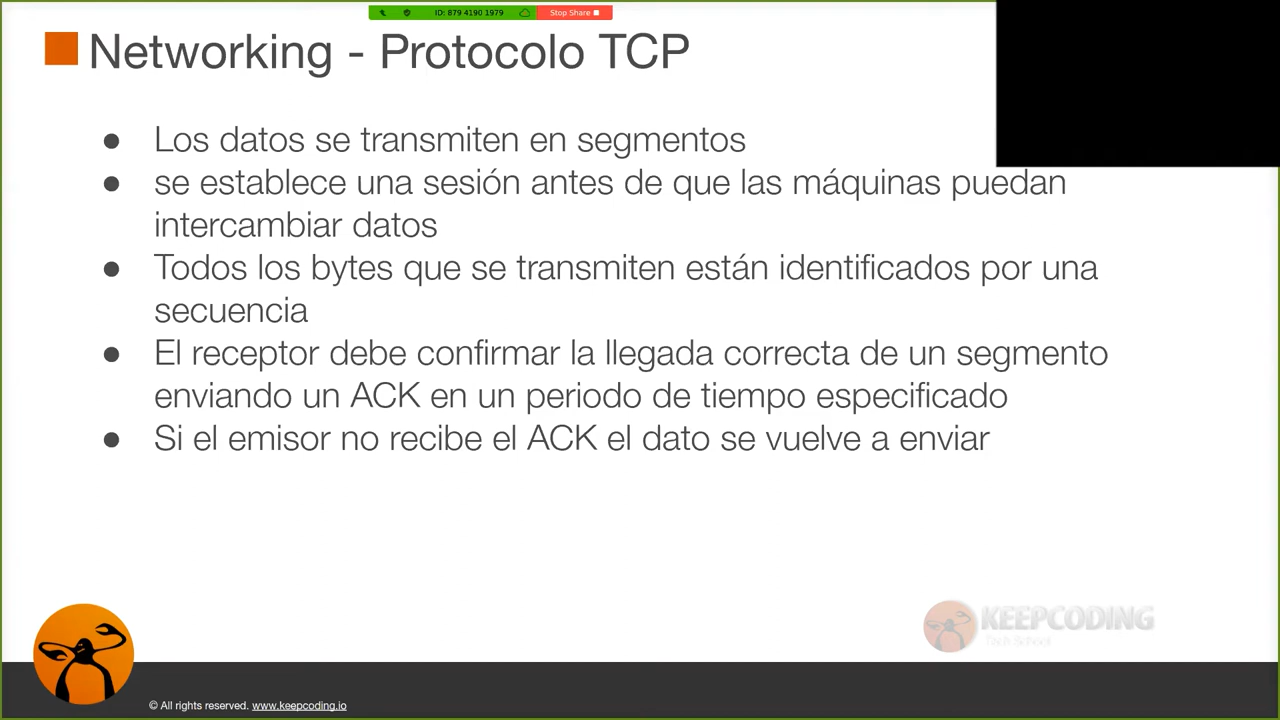 ID: 879 4190 1979 Stop Share
Networking - Protocolo TCP
● Los datos se transmiten en segmentos
● se establece una sesión antes de que las máquinas puedan
intercambiar datos
● Todos los bytes que se transmiten están identificados por una
secuencia
● El receptor debe confirmar la llegada correcta de un segmento
enviando un ACK en un periodo de tiempo especificado
● Si el emisor no recibe el ACK el dato se vuelve a enviar
KEEPCODING
Tech School
© All rights reserved. www.keepcoding.io